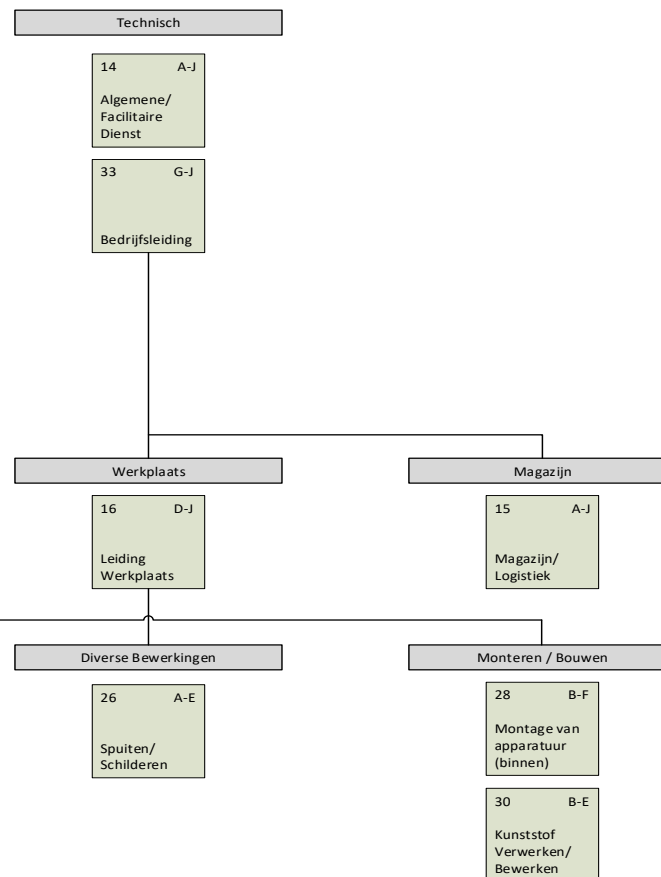 Technisch
14 A-J
Algemene/
Facilitaire
Dienst
33 G-J
Bedrijfsleiding
Werkplaats
16 D-J
Leiding
Werkplaats
Magazijn
15 A-J
Magazijn/
Logistiek
Diverse Bewerkingen
26 A-E
Spuiten/
Schilderen
Monteren / Bouwen
28 B-F
Montage van
apparatuur
(binnen)
30 B-E
Kunststof
Verwerken/
Bewerken